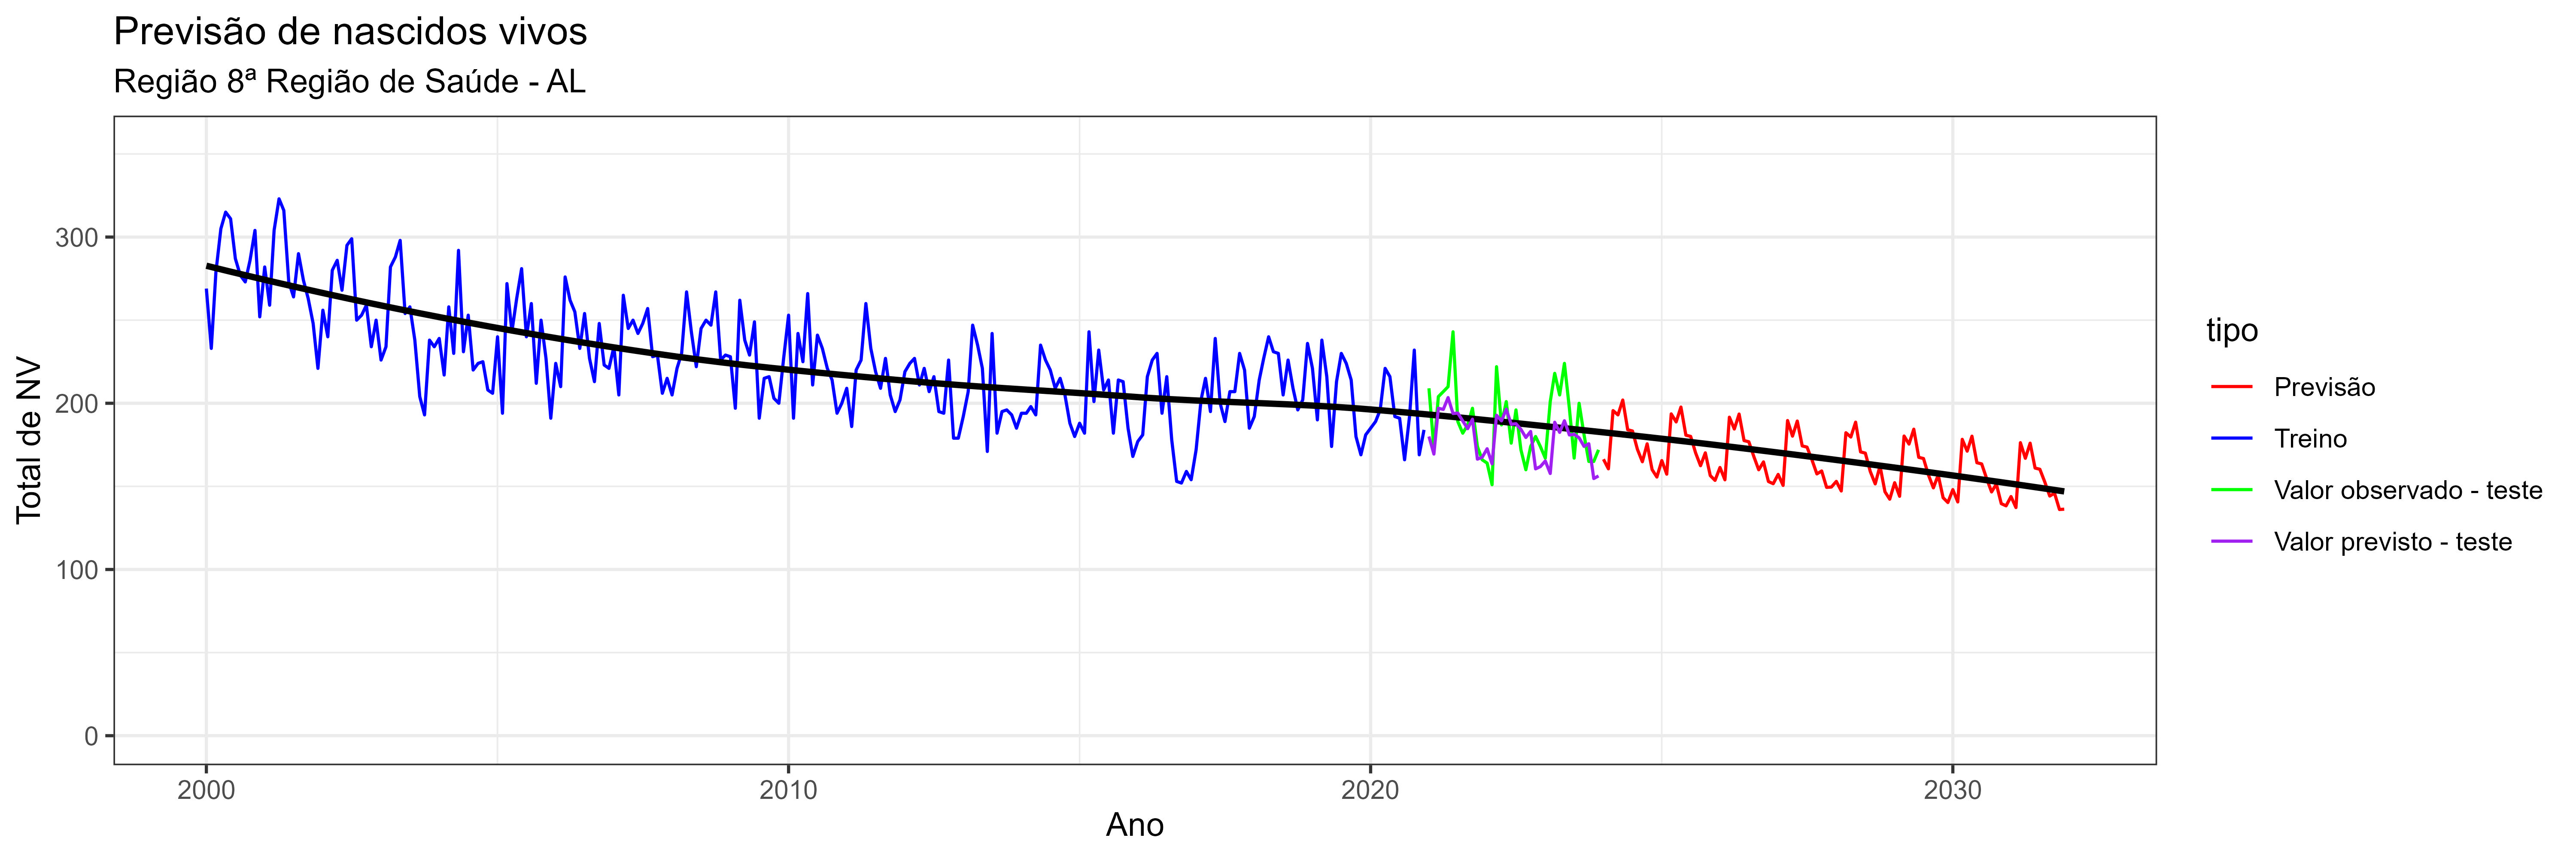 Previsão de nascidos vivos
Região 8ª Região de Saúde - AL
Total de NV
300
200
100
0
2000
2010
2020
2030
Ano
tipo
Previsão
Treino
Valor observado - teste
Valor previsto - teste